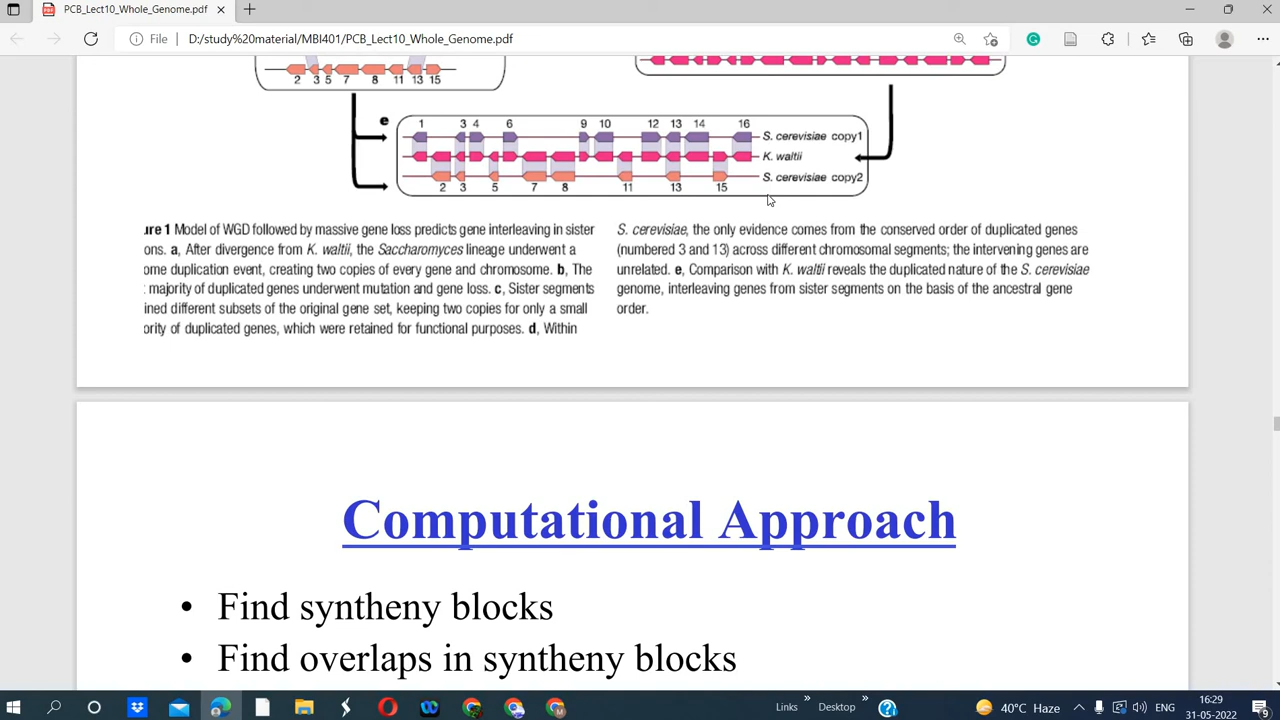 PCB_Lect10_Whole_Genome.pdf
File D:/study%20material/MBI401/PCB_Lect10_Whole_Genome.pdf
2 3 5 7 8 11 13 15
e
1 3 4 6 9 10 12 13 14 16
S. cerevisiae copy1
K. waltii
S. cerevisiae copy2
2 3 5 7 8 11 13 15
ure 1 Model of WGD followed by massive gene loss predicts gene interleaving in sister
ons. a, After divergence from K. waltii, the Saccharomyces lineage underwent a
ome duplication event, creating two copies of every gene and chromosome. b, The
t majority of duplicated genes underwent mutation and gene loss. c, Sister segments
ined different subsets of the original gene set, keeping two copies for only a small
ority of duplicated genes, which were retained for functional purposes. d, Within
S. cerevisiae, the only evidence comes from the conserved order of duplicated genes
(numbered 3 and 13) across different chromosomal segments; the intervening genes are
unrelated. e, Comparison with K. waltii reveals the duplicated nature of the S. cerevisiae
genome, interleaving genes from sister segments on the basis of the ancestral gene
order.
Computational Approach
• Find syntheny blocks
• Find overlaps in syntheny blocks
Links » Desktop » 40°C Haze ENG 16:29
31-05-2022